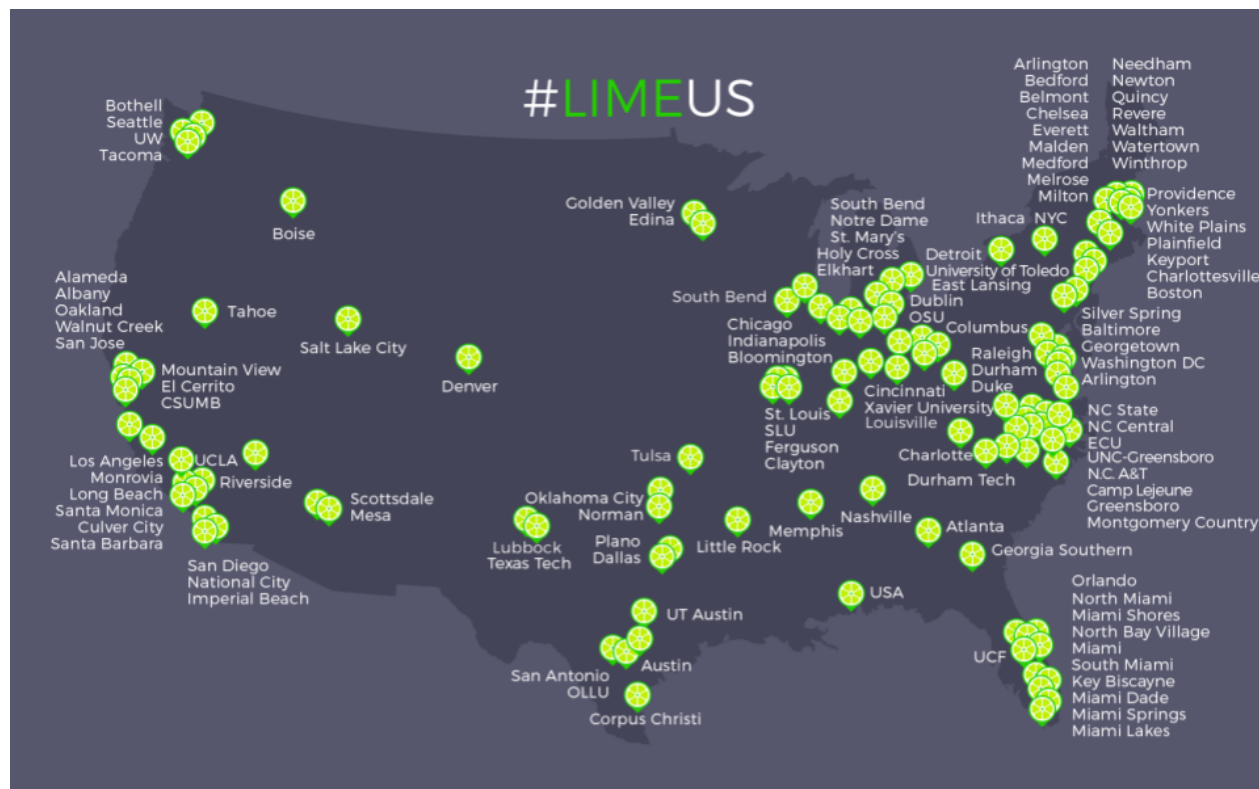 #LIMEUS
Bothell
Seattle
UW
Tacoma
Boise
Golden Valley
Edina
South Bend
Notre Dame
St. Mary's
Holy Cross
Elkhart
Detroit
University of Toledo
East Lansing
Dublin
OSU
Ithaca
NYC
Arlington
Bedford
Belmont
Chelsea
Everett
Malden
Medford
Melrose
Milton
Needham
Newton
Quincy
Revere
Waltham
Watertown
Winthrop
Providence
Yonkers
White Plains
Plainfield
Keyport
Charlottesville
Boston
Alameda
Albany
Oakland
Walnut Creek
San Jose
Tahoe
Salt Lake City
Denver
Mountain View
El Cerrito
CSUMB
South Bend
Chicago
Indianapolis
Bloomington
Columbus
Silver Spring
Baltimore
Georgetown
Washington DC
Arlington
Raleigh
Durham
Duke
Cincinnati
Xavier University
Louisville
St. Louis
SLU
Ferguson
Clayton
NC State
NC Central
ECU
UNC-Greensboro
N.C. A&T
Camp Lejeune
Greensboro
Montgomery Country
Charlotte
Durham Tech
Los Angeles
Monrovia
Long Beach
Santa Monica
Culver City
Santa Barbara
UCLA
Riverside
Scottsdale
Mesa
San Diego
National City
Imperial Beach
Tulsa
Oklahoma City
Norman
Lubbock
Texas Tech
Plano
Dallas
Little Rock
Memphis
Nashville
Atlanta
Georgia Southern
USA
UT Austin
Austin
San Antonio
OLLU
Corpus Christi
UCF
Orlando
North Miami
Miami Shores
North Bay Village
Miami
South Miami
Key Biscayne
Miami Dade
Miami Springs
Miami Lakes